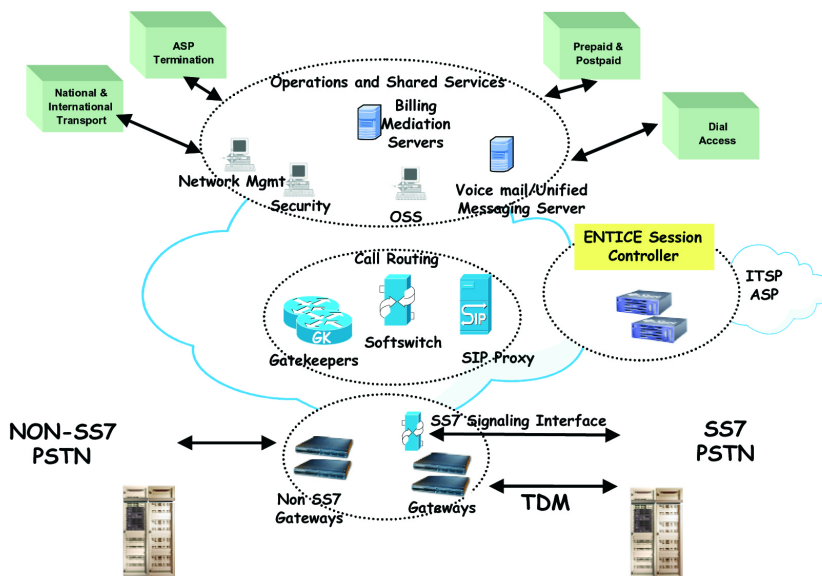 ASP
Termination
Prepaid &
Postpaid
National &
International
Transport
Operations and Shared Services
Billing
Mediation
Servers
Dial
Access
Network Mgmt
Security
OSS
Voice mail/Unified
Messaging Server
ENTICE Session
Controller
Call Routing
ITSP
ASP
GK
SIP
Gatekeepers
Softswitch
SIP Proxy
NON-SS7
PSTN
SS7 Signaling Interface
SS7
PSTN
Non SS7
Gateways
Gateways
TDM